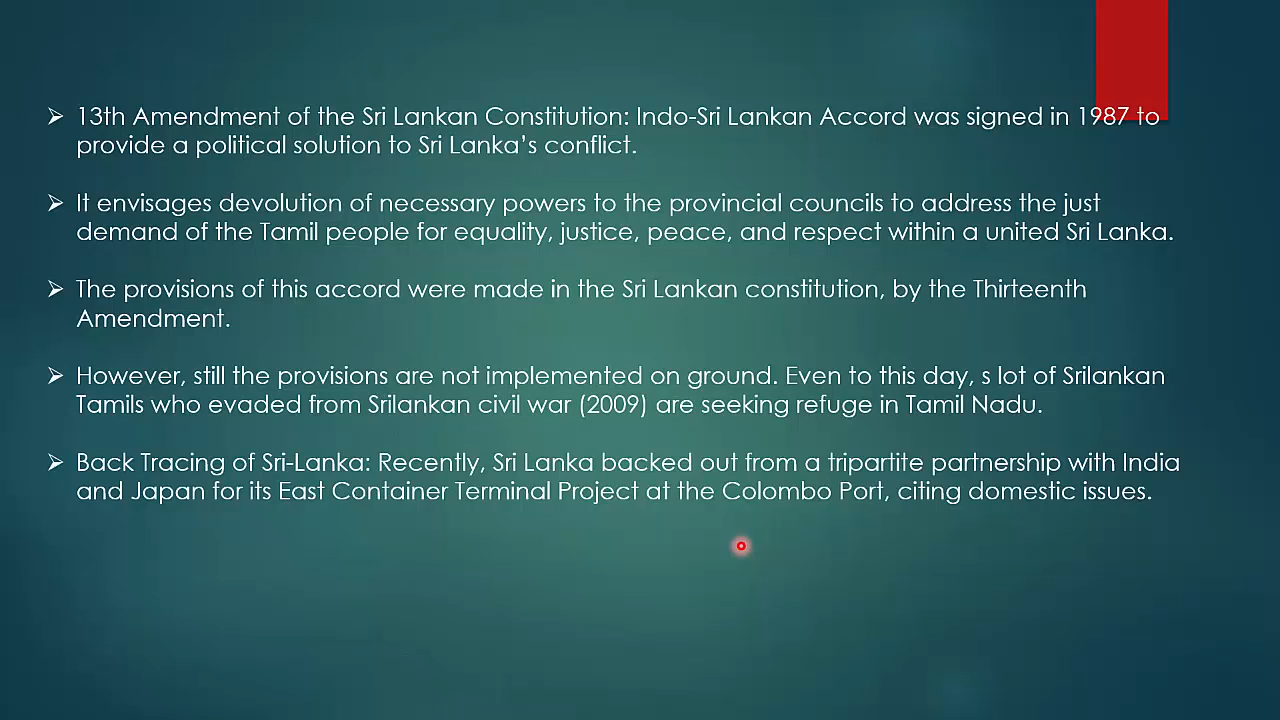 ➢ 13th Amendment of the Sri Lankan Constitution: Indo-Sri Lankan Accord was signed in 1987 to
provide a political solution to Sri Lanka’s conflict.
➢ It envisages devolution of necessary powers to the provincial councils to address the just
demand of the Tamil people for equality, justice, peace, and respect within a united Sri Lanka.
➢ The provisions of this accord were made in the Sri Lankan constitution, by the Thirteenth
Amendment.
➢ However, still the provisions are not implemented on ground. Even to this day, s lot of Srilankan
Tamils who evaded from Srilankan civil war (2009) are seeking refuge in Tamil Nadu.
➢ Back Tracing of Sri-Lanka: Recently, Sri Lanka backed out from a tripartite partnership with India
and Japan for its East Container Terminal Project at the Colombo Port, citing domestic issues.